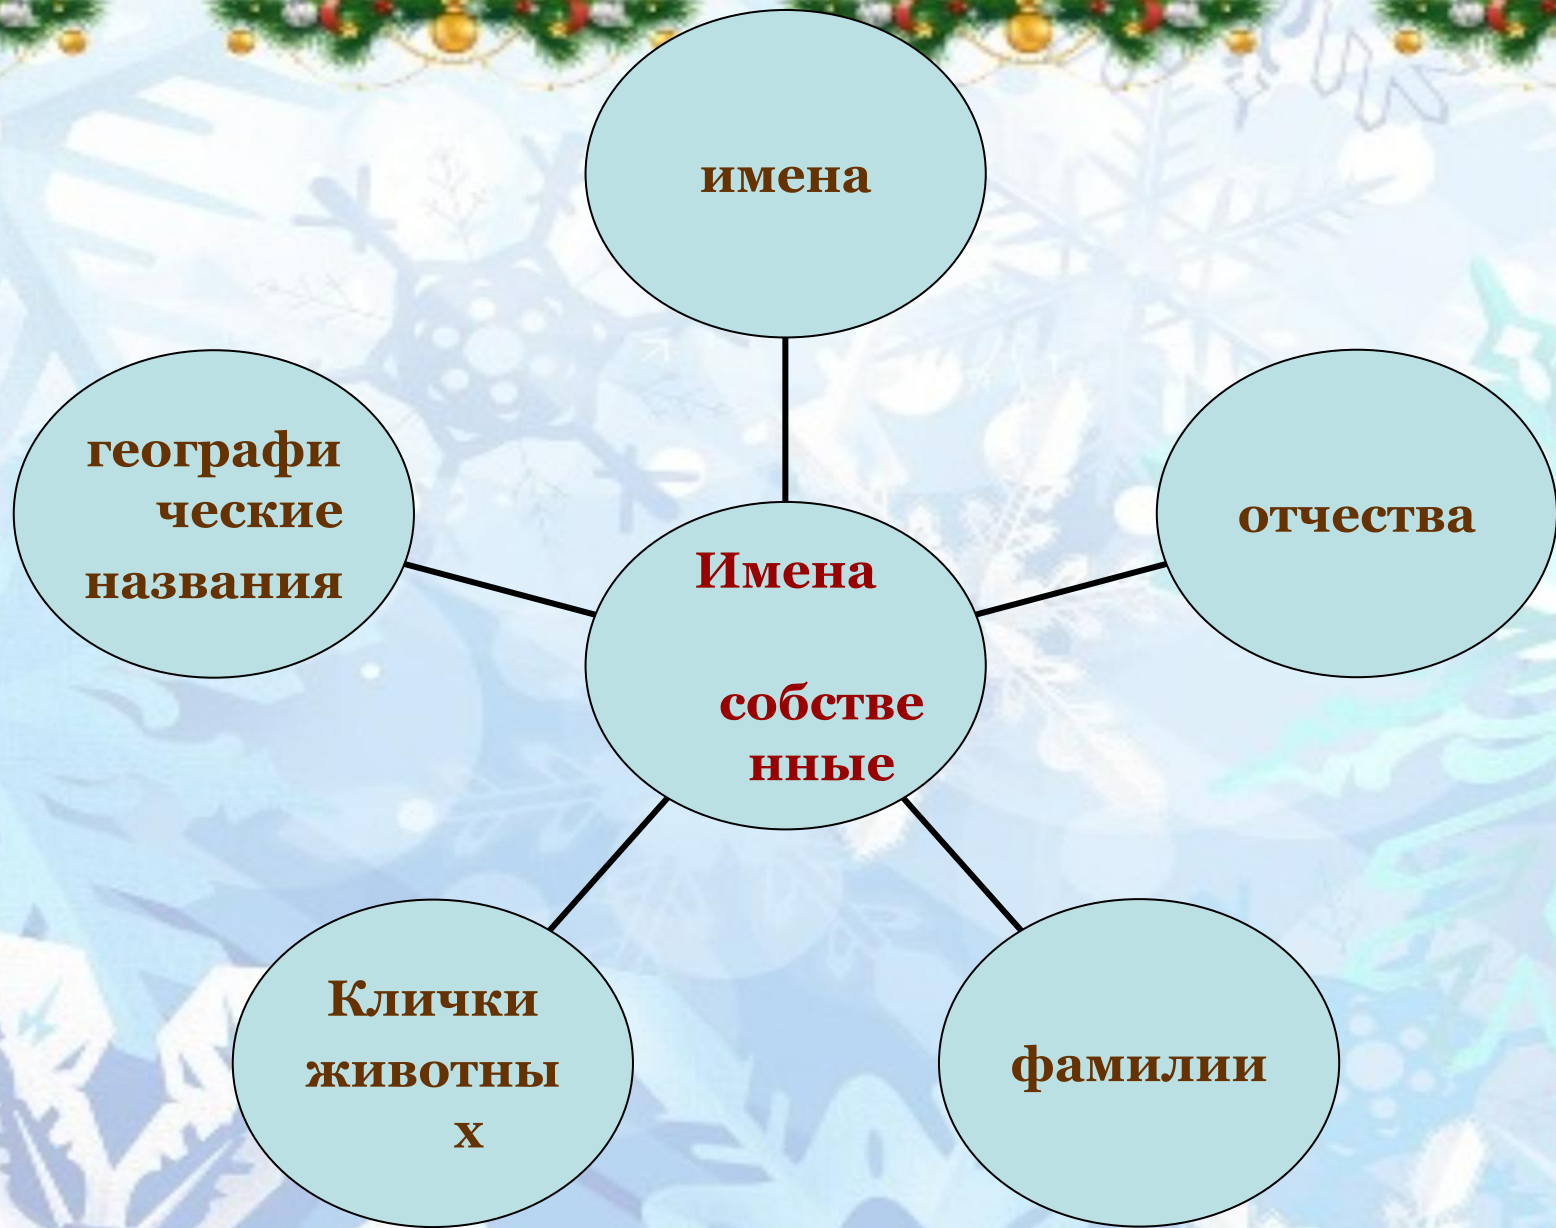 имена
географи
ческие
названия
отчества
Имена
собстве
нные
Клички
животны
х
фамилии